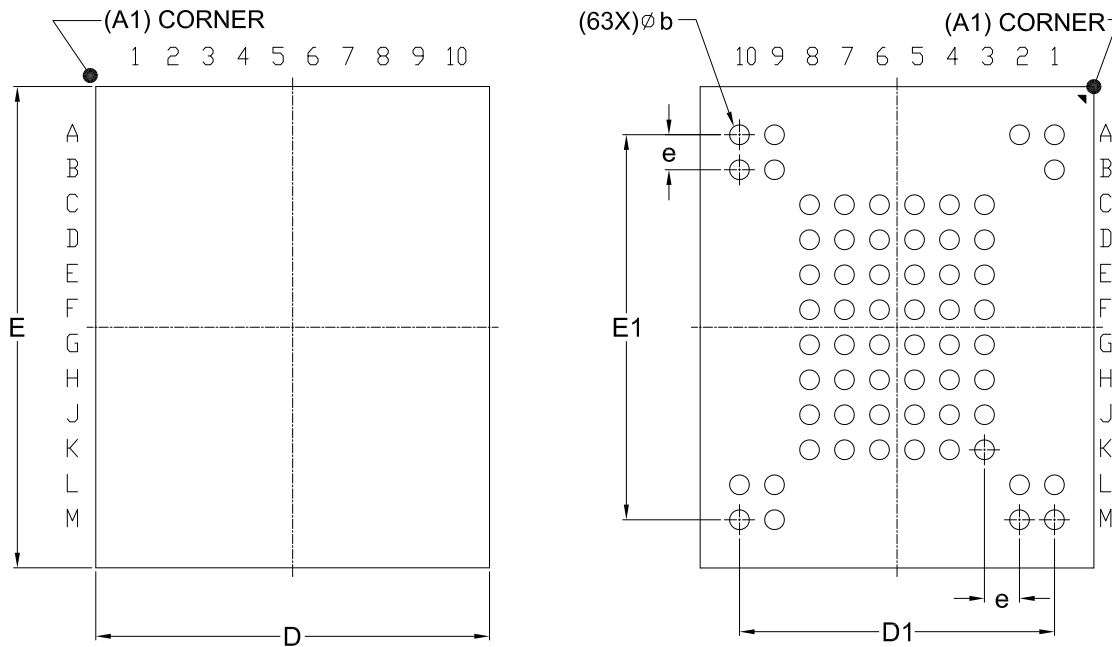 (A1) CORNER
1 2 3 4 5 6 7 8 9 10
A
B
C
D
E
F
G
H
J
K
L
M
E
D
(63X)⌀b
(A1) CORNER
10 9 8 7 6 5 4 3 2 1
A
B
C
D
E
F
G
H
J
K
L
M
e
E1
e
D1